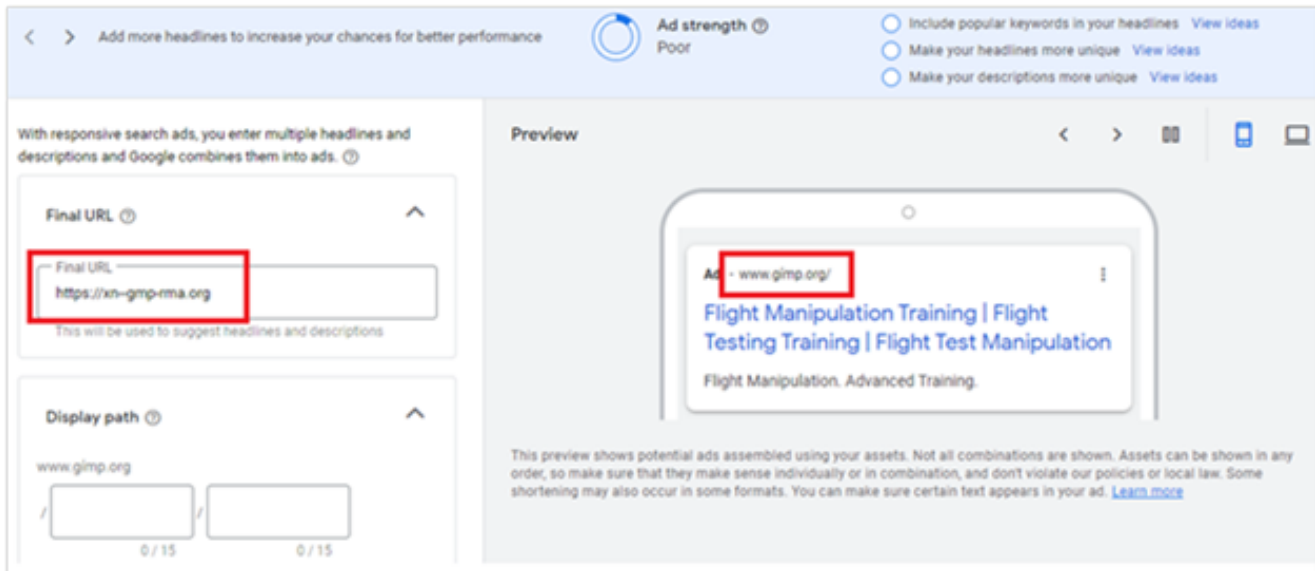 Add more headlines to increase your chances for better performance
Ad strength
Poor
Include popular keywords in your headlines View ideas
Make your headlines more unique View ideas
Make your descriptions more unique View ideas
With responsive search ads, you enter multiple headlines and
descriptions and Google combines them into ads.
Final URL
Final URL
https://xn--gmp-rma.org
This will be used to suggest headlines and descriptions
Display path
www.gimp.org
/ /
0 / 15 0 / 15
Preview
Ad - www.gimp.org/
Flight Manipulation Training | Flight
Testing Training | Flight Test Manipulation
Flight Manipulation. Advanced Training.
This preview shows potential ads assembled using your assets. Not all combinations are shown. Assets can be shown in any
order, so make sure that they make sense individually or in combination, and don't violate our policies or local law. Some
shortening may also occur in some formats. You can make sure certain text appears in your ad. Learn more